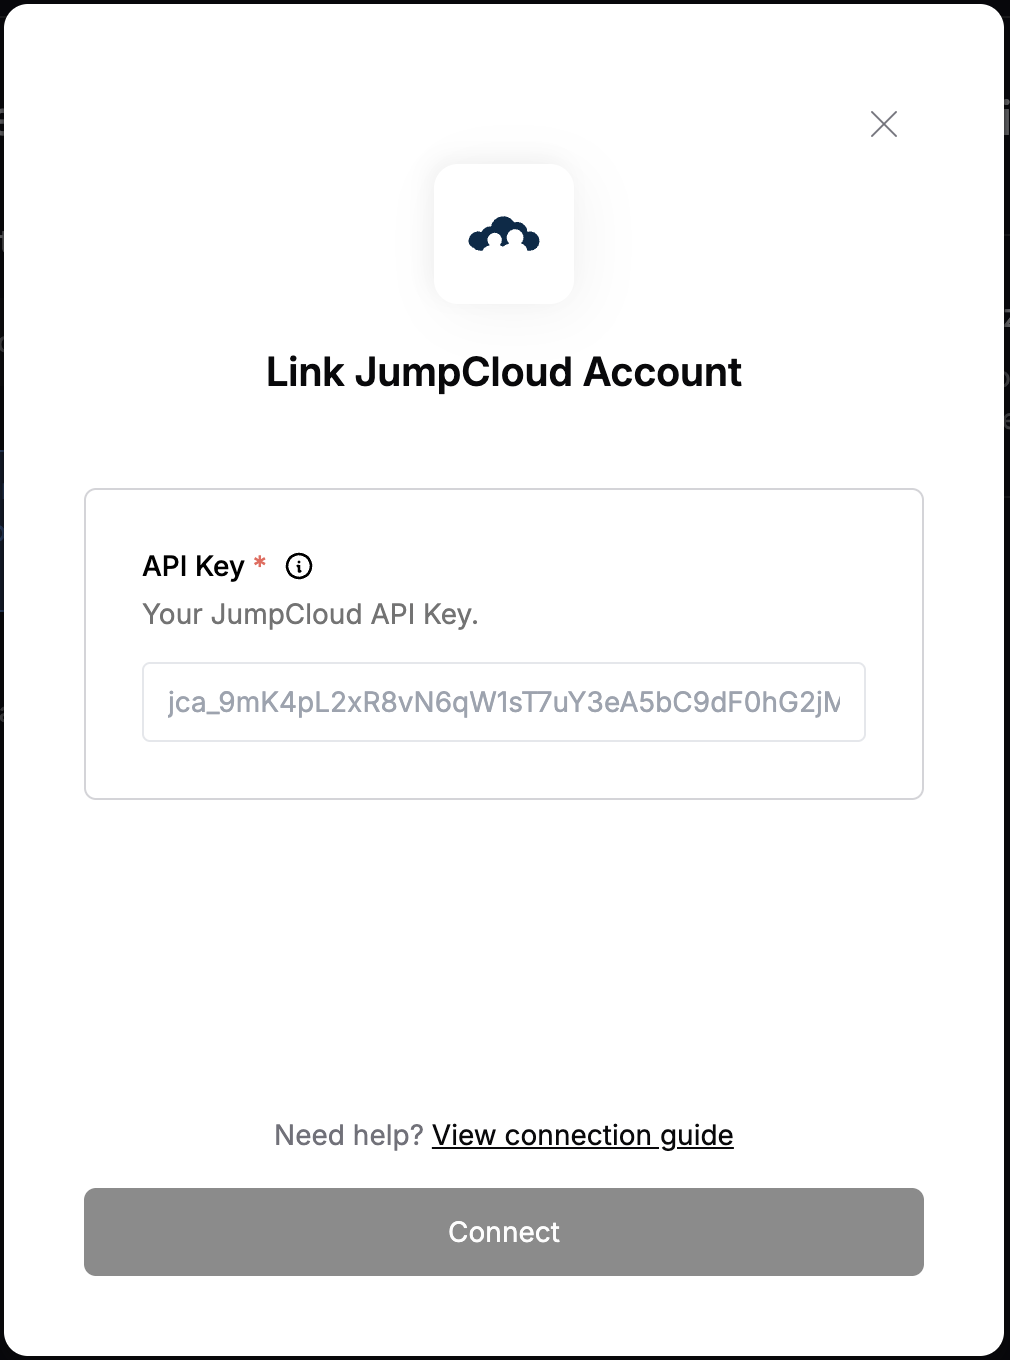 Link JumpCloud Account
API Key *
Your JumpCloud API Key.
jca_9mK4pL2xR8vN6qW1sT7uY3eA5bC9dF0hG2jM
Need help? View connection guide
Connect